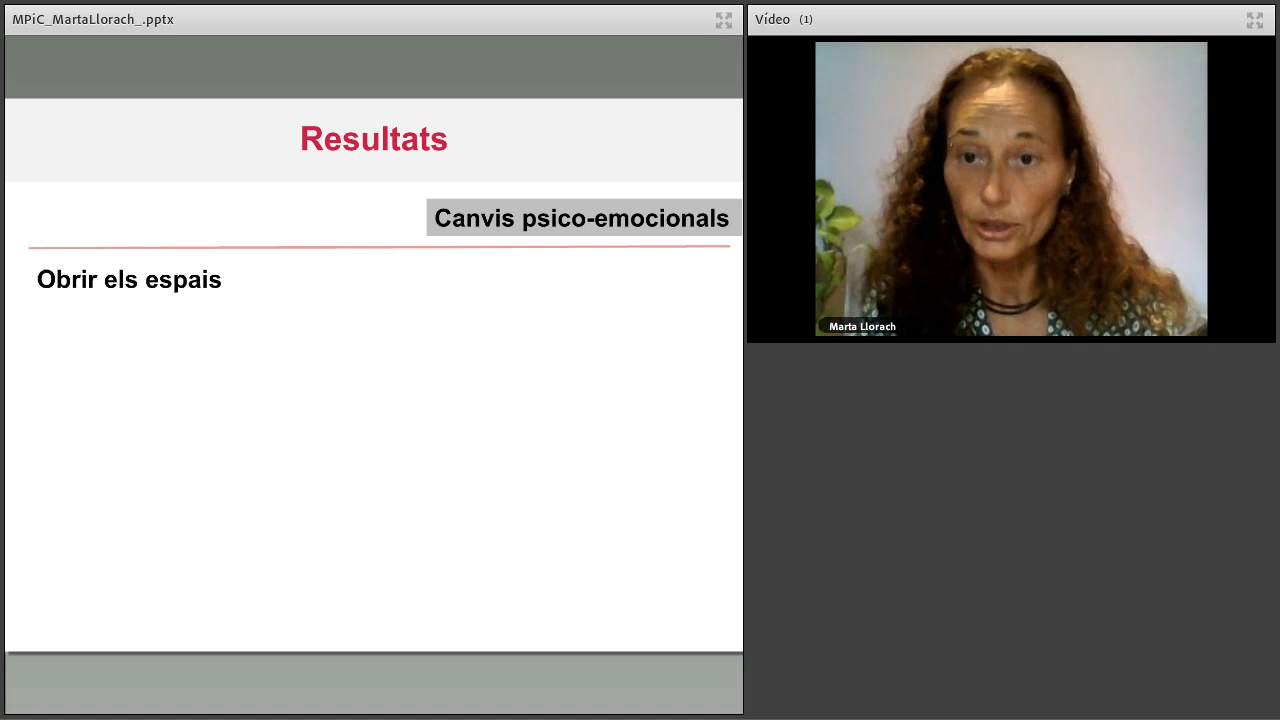 MPiC_MartaLlorach_.pptx
Vídeo (1)
Resultats
Canvis psico-emocionals
Obrir els espais
Marta Llorach